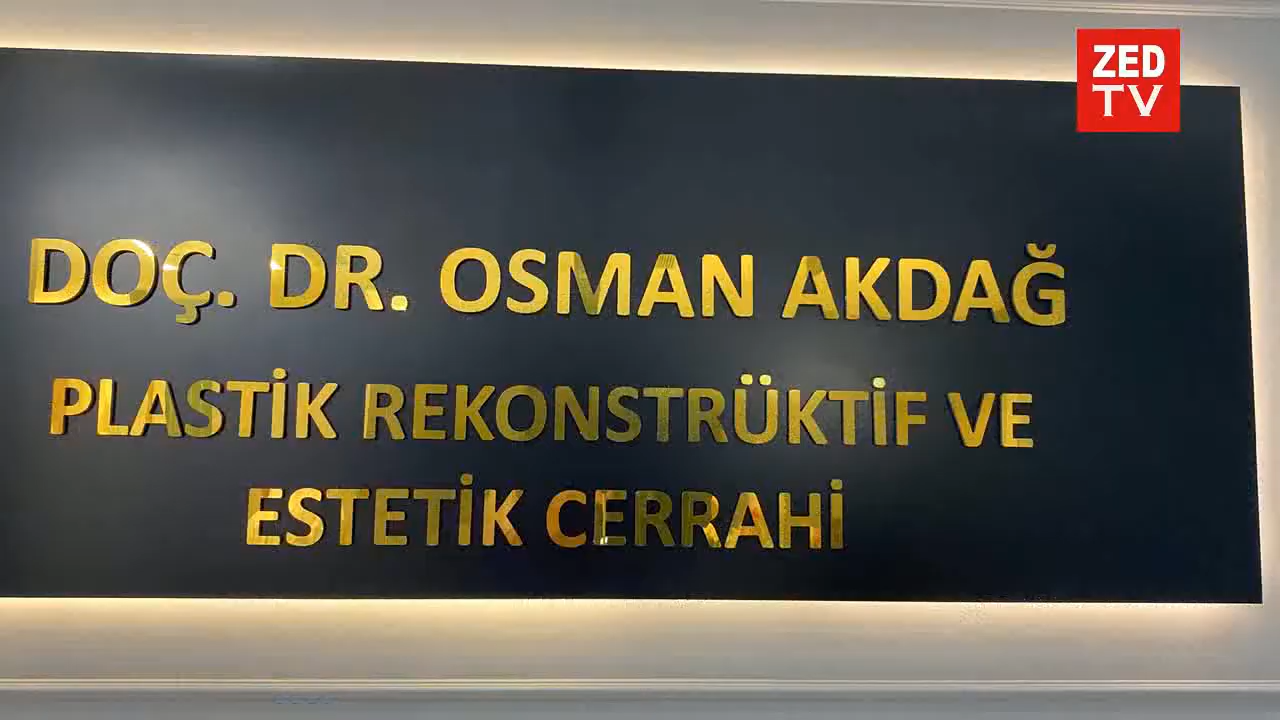 ZED
TV
DOÇ. DR. OSMAN AKDAĞ
PLASTİK REKONSTRÜKTİF VE
ESTETİK CERRAHİ